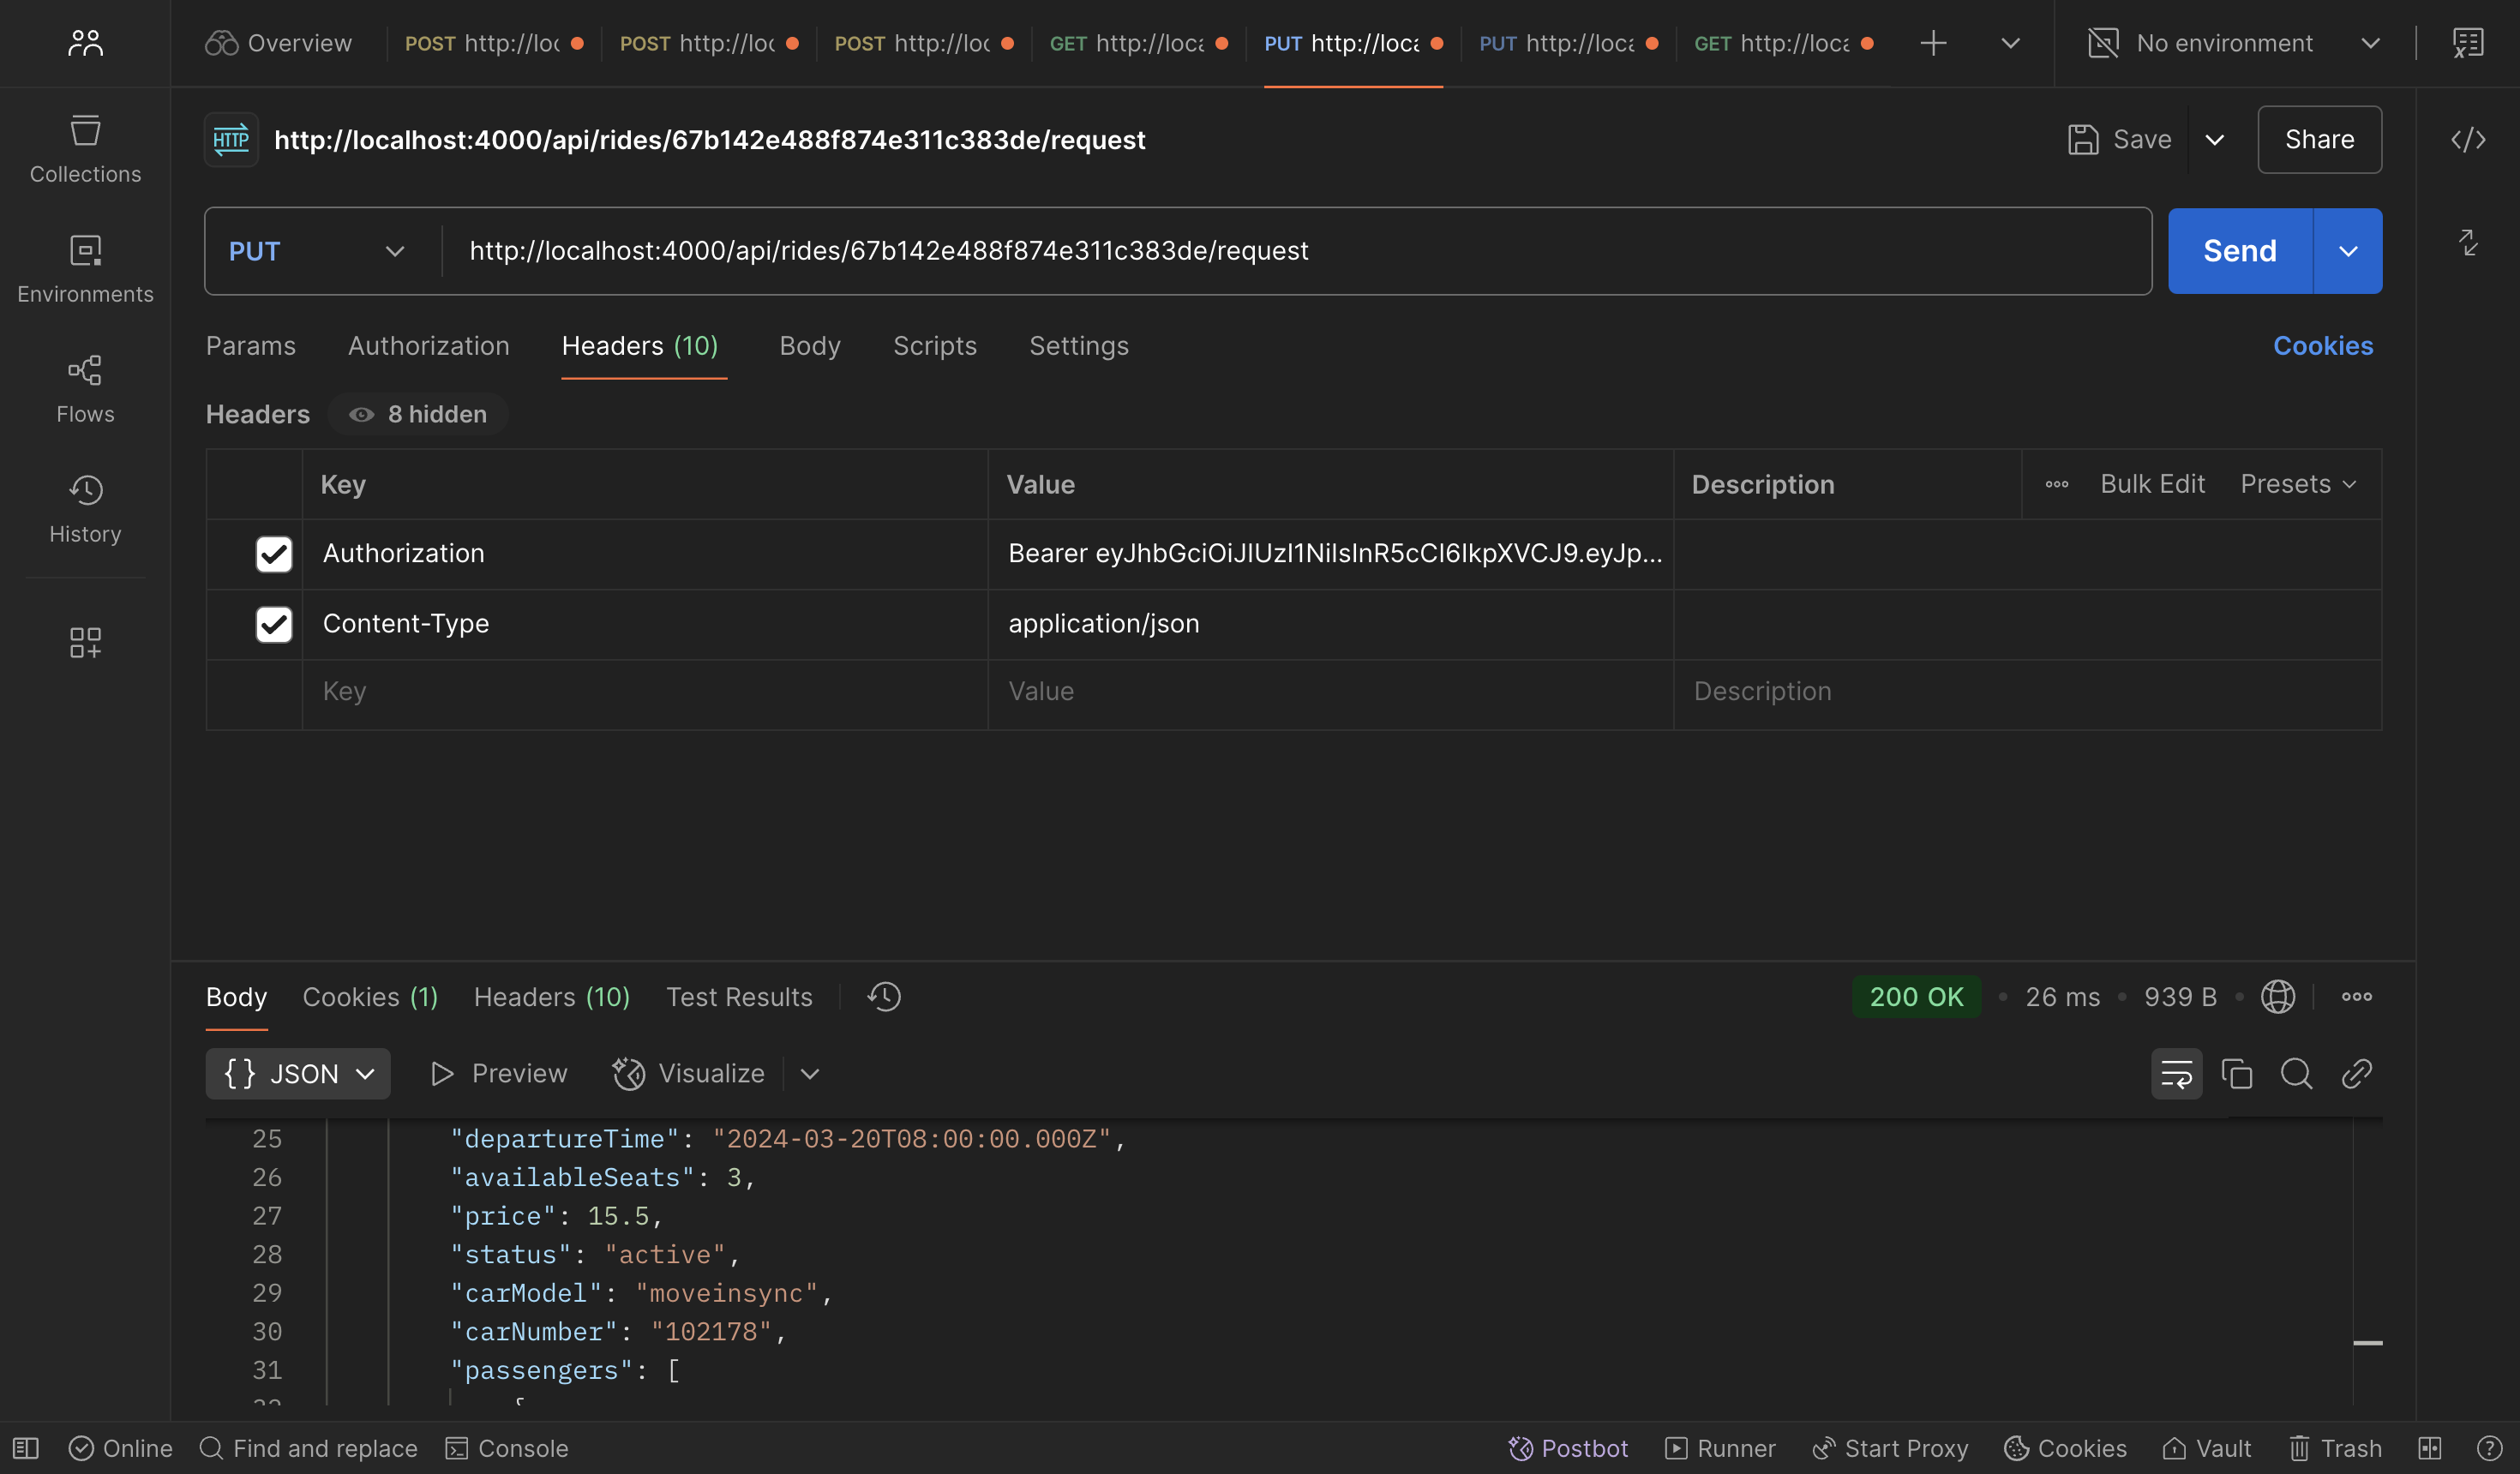 Overview
POST http://loc
POST http://loc
POST http://loc
GET http://loca
PUT http://loca
PUT http://loca
GET http://loca
No environment
Collections
Environments
Flows
History
HTTP
http://localhost:4000/api/rides/67b142e488f874e311c383de/request
Save
Share
PUT
http://localhost:4000/api/rides/67b142e488f874e311c383de/request
Send
Params Authorization Headers (10) Body Scripts Settings
Cookies
Headers 8 hidden
Key Value Description Bulk Edit Presets
Authorization Bearer eyJhbGciOiJIUzI1NiIsInR5cCI6IkpXVCJ9.eyJp...
Content-Type application/json
Key Value Description
Body Cookies (1) Headers (10) Test Results
200 OK 26 ms 939 B
{} JSON Preview Visualize
25 "departureTime": "2024-03-20T08:00:00.000Z",
26 "availableSeats": 3,
27 "price": 15.5,
28 "status": "active",
29 "carModel": "moveinsync",
30 "carNumber": "102178",
31 "passengers": [
Online Find and replace Console
Postbot Runner Start Proxy Cookies Vault Trash